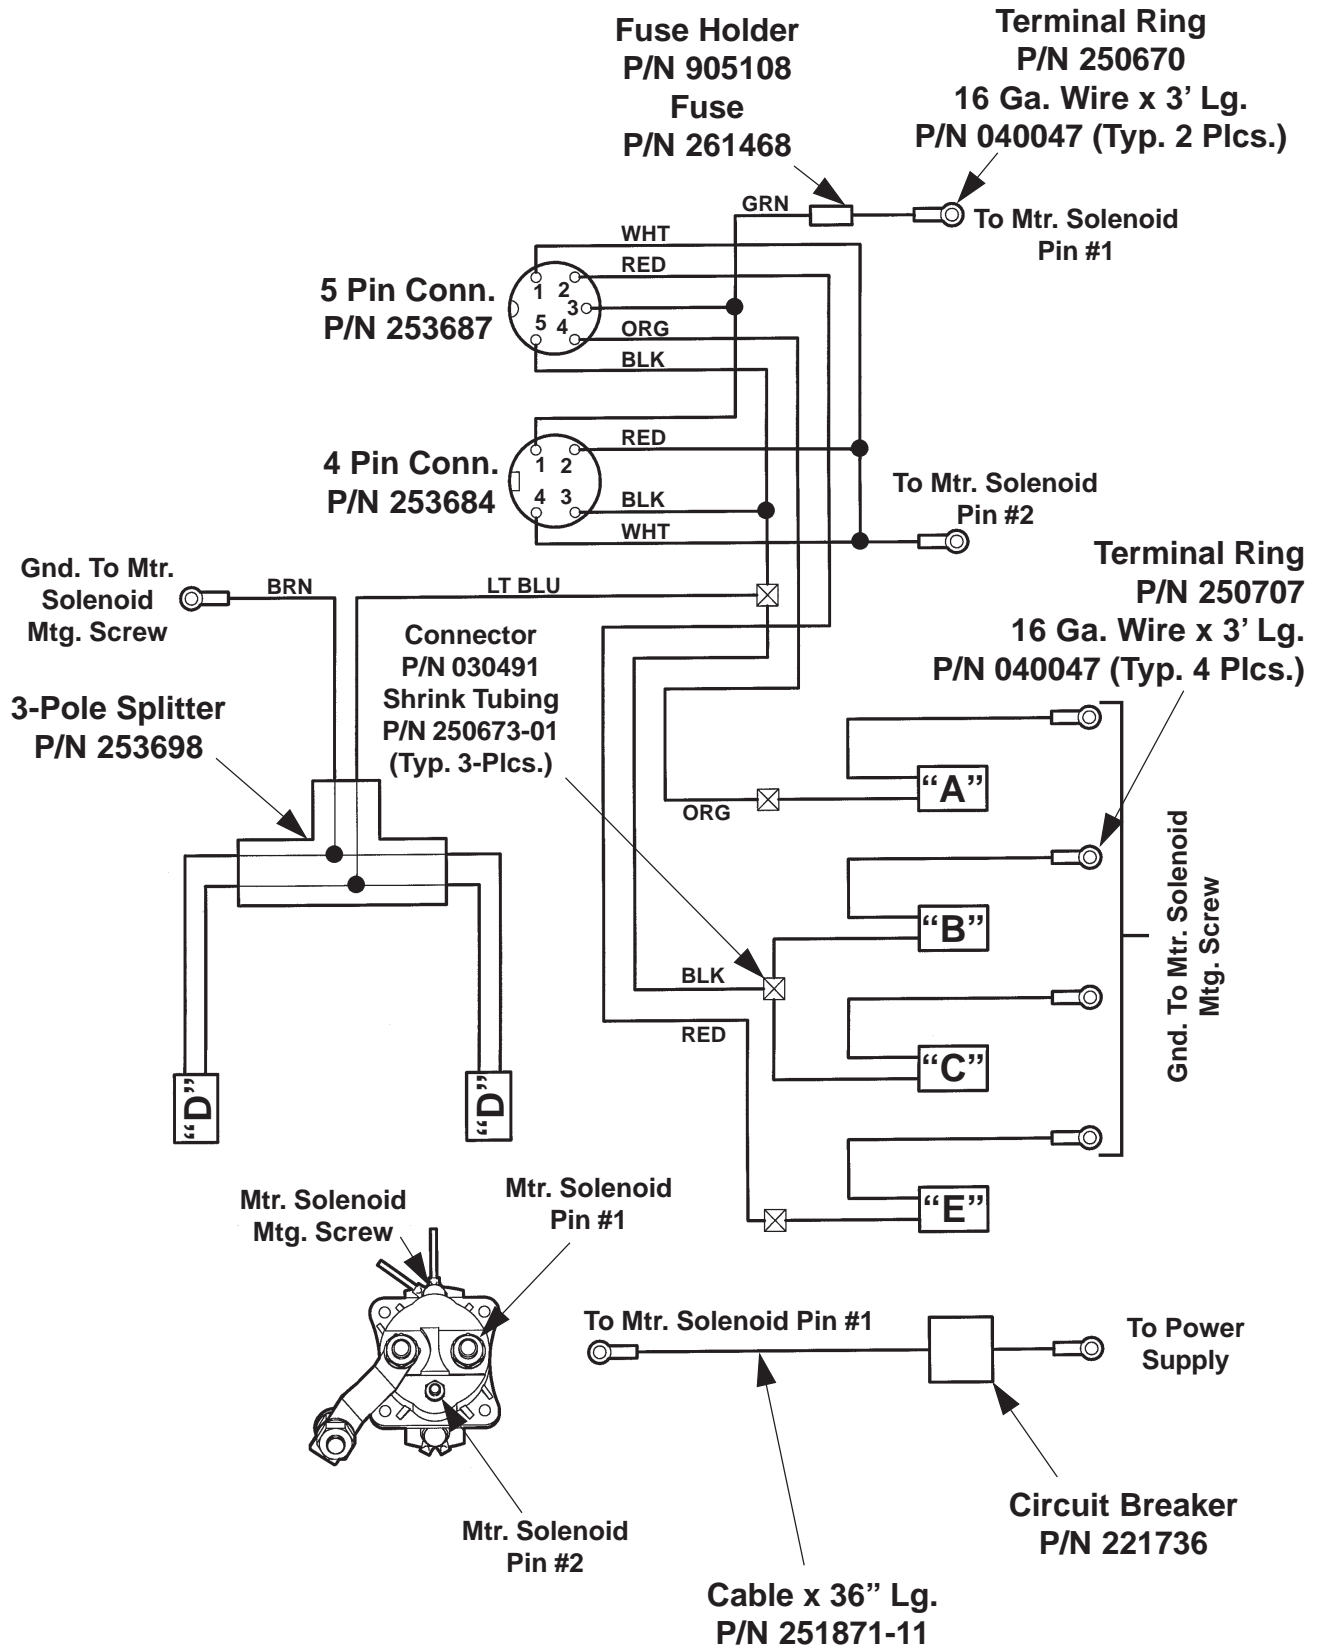 Fuse Holder
P/N 905108
Fuse
P/N 261468
Terminal Ring
P/N 250670
16 Ga. Wire x 3’ Lg.
P/N 040047 (Typ. 2 Plcs.)
GRN
To Mtr. Solenoid
Pin #1
WHT
RED
5 Pin Conn.
P/N 253687
1
2
3
5
4
ORG
BLK
4 Pin Conn.
P/N 253684
RED
1
2
4
3
BLK
WHT
To Mtr. Solenoid
Pin #2
Gnd. To Mtr.
Solenoid
Mtg. Screw
BRN
LT BLU
Terminal Ring
P/N 250707
16 Ga. Wire x 3’ Lg.
P/N 040047 (Typ. 4 Plcs.)
Connector
P/N 030491
Shrink Tubing
P/N 250673-01
(Typ. 3-Plcs.)
3-Pole Splitter
P/N 253698
“A”
ORG
“B”
BLK
RED
“C”
Gnd. To Mtr. Solenoid
Mtg. Screw
“D”
“D”
“E”
Mtr. Solenoid
Mtg. Screw
Mtr. Solenoid
Pin #1
To Mtr. Solenoid Pin #1
To Power
Supply
Mtr. Solenoid
Pin #2
Circuit Breaker
P/N 221736
Cable x 36” Lg.
P/N 251871-11